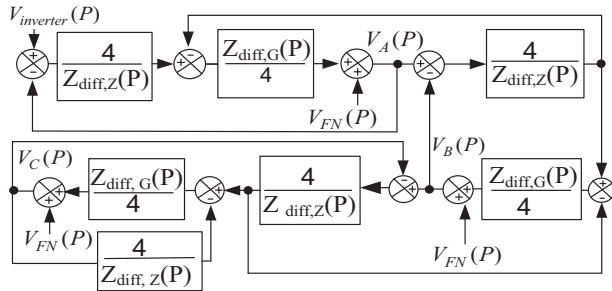 V_inverter(P)
4
Z_diff,Z(P)
Z_diff,G(P)
4
V_A(P)
4
Z_diff,Z(P)
V_FN(P)
V_C(P)
V_B(P)
Z_diff, G(P)
4
4
Z_diff,Z(P)
Z_diff,G(P)
4
V_FN(P)
V_FN(P)
4
Z_diff, Z(P)